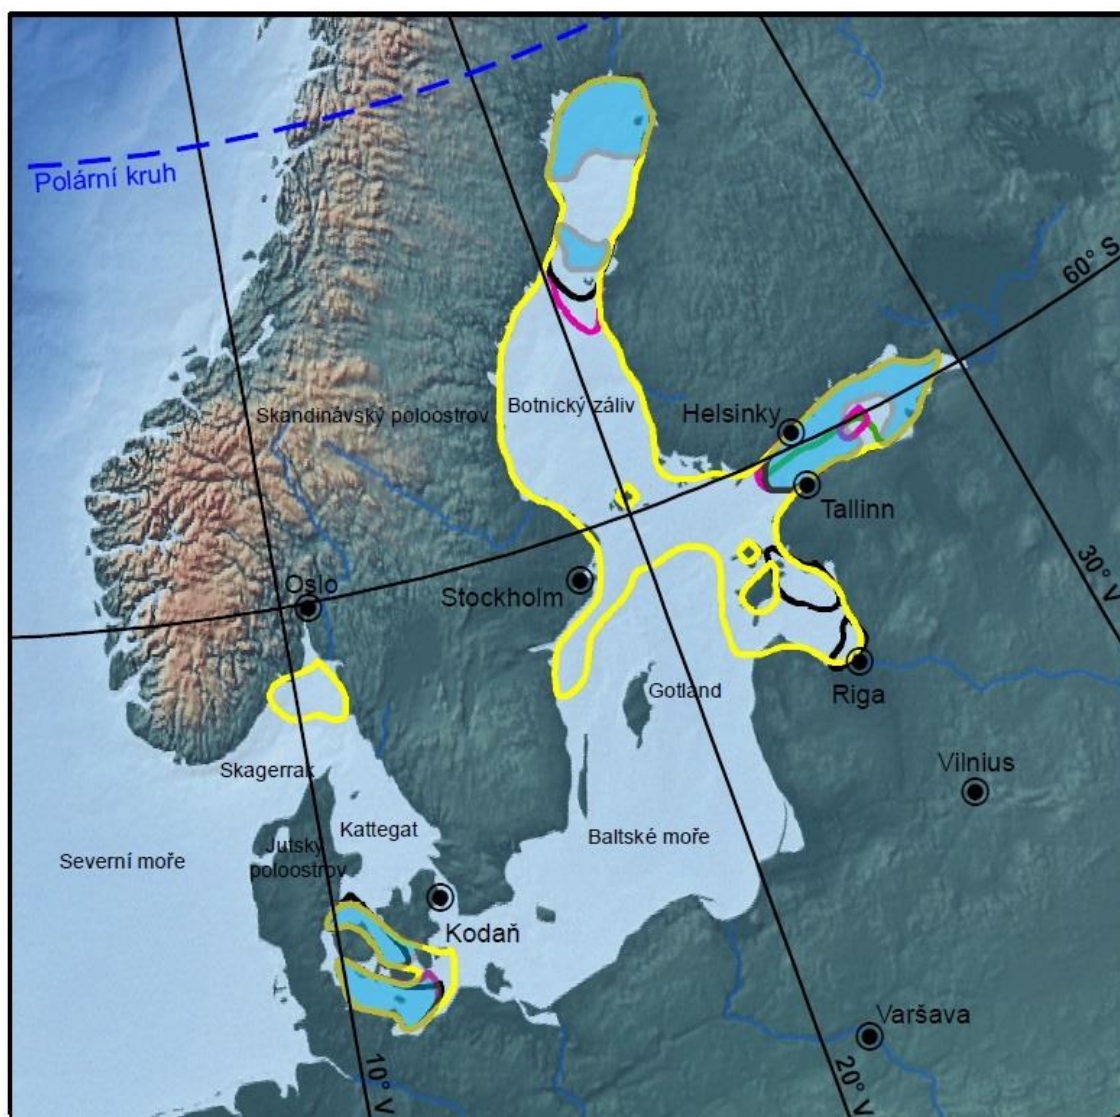 Polární kruh
60° S
Skandinávský poloostrov
Botnický záliv
Helsinky
Tallinn
30° V
Oslo
Stockholm
Riga
Gotland
Skagerrak
Vilnius
Kattegat
Baltské moře
Severní moře
Jutský
poloostrov
Kodaň
Varšava
10° V
20° V